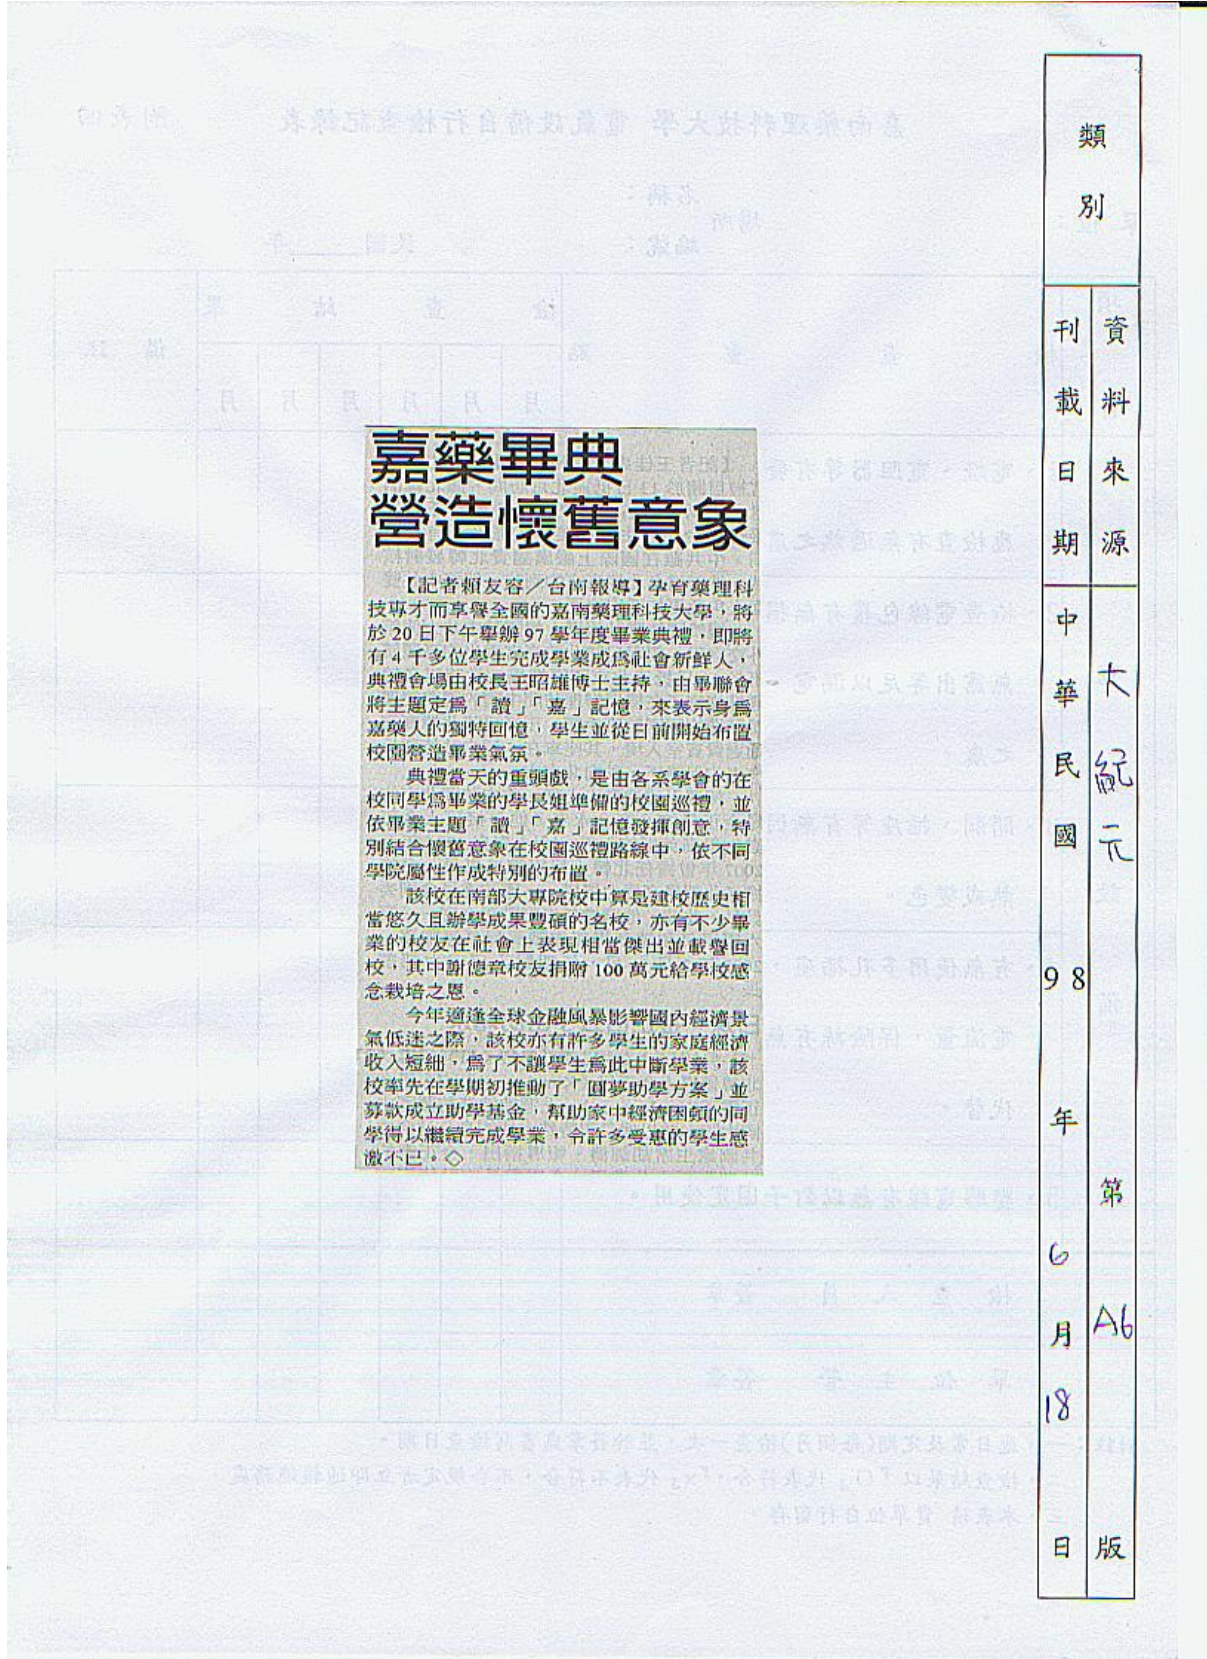 類別
資料來源
大紀元 第 A6 版
刊載日期
中華民國 98 年 6 月 18 日
嘉藥畢典
營造懷舊意象
【記者賴友容╱台南報導】孕育藥理科
技專才而享譽全國的嘉南藥理科技大學，將
於20日下午舉辦97學年度畢業典禮，即將
有4千多位學生完成學業成為社會新鮮人，
典禮會場由校長王昭雄博士主持，由畢聯會
將主題定為「讀」「嘉」記憶，來表示身為
嘉藥人的獨特回憶，學生並從日前開始布置
校園營造畢業氣氛。
典禮當天的重頭戲，是由各系學會的在
校同學為畢業的學長姐準備的校園巡禮，並
依畢業主題「讀」「嘉」記憶發揮創意，特
別結合懷舊意象在校園巡禮路線中，依不同
學院屬性作成特別的布置。
該校在南部大專院校中算是建校歷史相
當悠久且辦學成果豐碩的名校，亦有不少畢
業的校友在社會上表現相當傑出並載譽回
校，其中謝德章校友捐贈100萬元給學校感
念栽培之恩。
今年適逢全球金融風暴影響國內經濟景
氣低迷之際，該校亦有許多學生的家庭經濟
收入短絀，為了不讓學生為此中斷學業，該
校率先在學期初推動了「圓夢助學方案」並
募款成立助學基金，幫助家中經濟困頓的同
學得以繼續完成學業，令許多受惠的學生感
激不已。◇